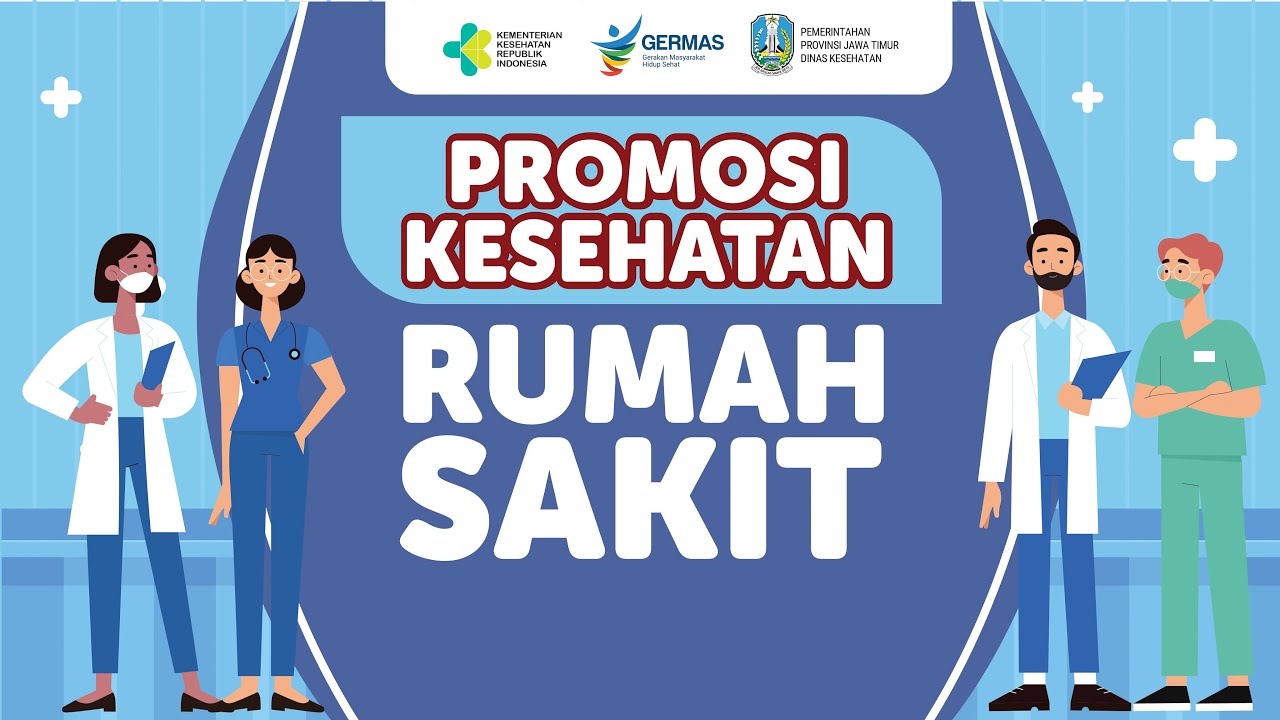 KEMENTERIAN
KESEHATAN
REPUBLIK
INDONESIA
GERMAS
Gerakan Masyarakat
Hidup Sehat
PEMERINTAHAN
PROVINSI JAWA TIMUR
DINAS KESEHATAN
PROMOSI
KESEHATAN
RUMAH
SAKIT